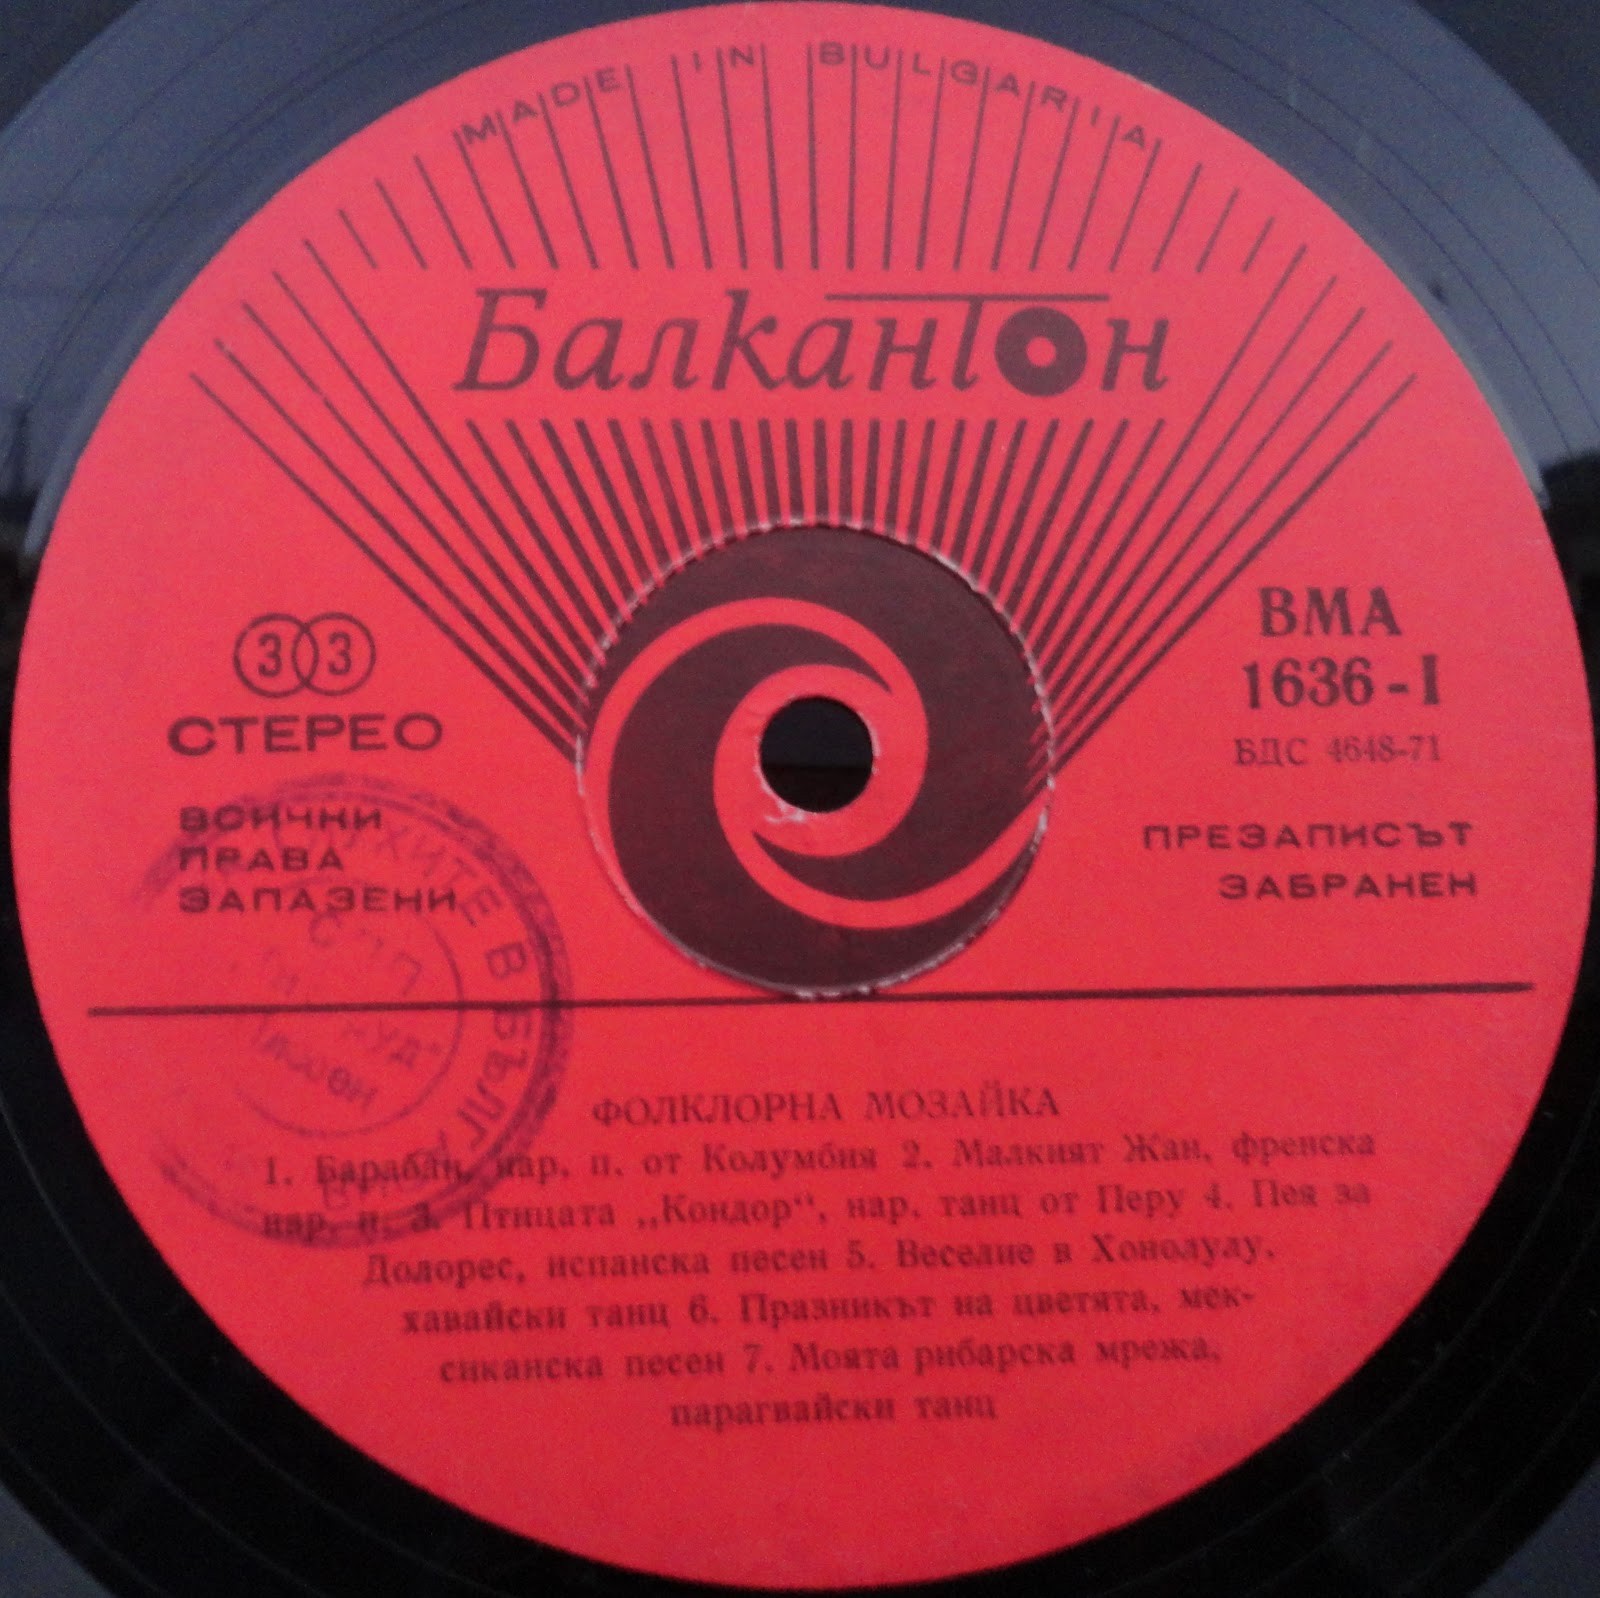 MADE IN BULGARIA
Балкантон
33
СТЕРЕО
ВСИЧКИ
ПРАВА
ЗАПАЗЕНИ
ВМА
1636-I
БДС 4648-71
ПРЕЗАПИСЪТ
ЗАБРАНЕН
ФОЛКЛОРНА МОЗАЙКА
1. Барабан, нар. п. от Колумбия 2. Малкият Жан, френска
нар. п. 3. Птицата „Кондор“, нар. танц от Перу 4. Пея за
Долорес, испанска песен 5. Веселие в Хонолулу,
хавайски танц 6. Празникът на цветята, мек-
сиканска песен 7. Моята рибарска мрежа,
парагвайски танц